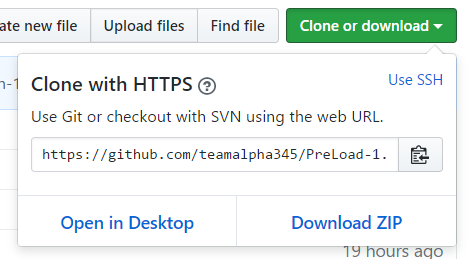 ate new file Upload files Find file Clone or download
n-1
Clone with HTTPS ? Use SSH
Use Git or checkout with SVN using the web URL.
https://github.com/teamalpha345/PreLoad-1.
Open in Desktop Download ZIP
19 hours ago